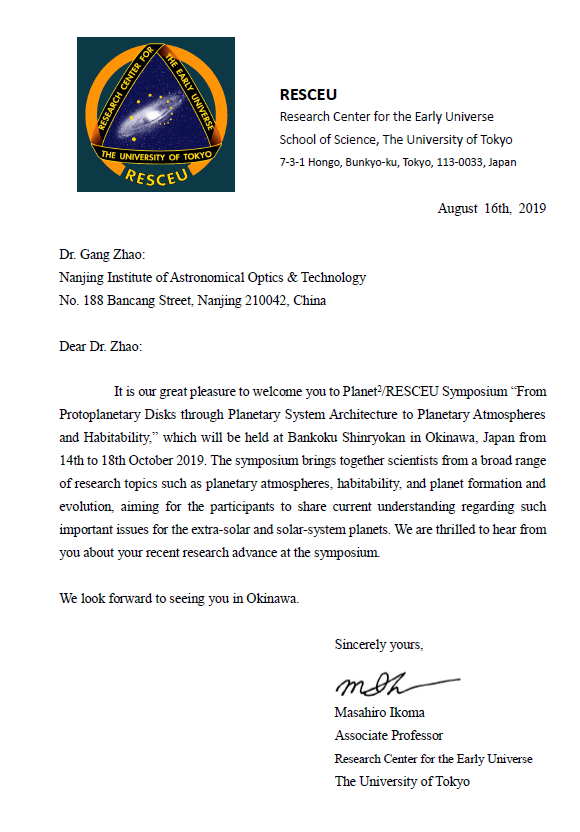 RESEARCH CENTER FOR
THE EARLY UNIVERSE
THE UNIVERSITY OF TOKYO
RESCEU
RESCEU
Research Center for the Early Universe
School of Science, The University of Tokyo
7-3-1 Hongo, Bunkyo-ku, Tokyo, 113-0033, Japan
August 16th, 2019
Dr. Gang Zhao:
Nanjing Institute of Astronomical Optics & Technology
No. 188 Bancang Street, Nanjing 210042, China
Dear Dr. Zhao:
It is our great pleasure to welcome you to Planet²/RESCEU Symposium “From
Protoplanetary Disks through Planetary System Architecture to Planetary Atmospheres
and Habitability,” which will be held at Bankoku Shinryokan in Okinawa, Japan from
14th to 18th October 2019. The symposium brings together scientists from a broad range
of research topics such as planetary atmospheres, habitability, and planet formation and
evolution, aiming for the participants to share current understanding regarding such
important issues for the extra-solar and solar-system planets. We are thrilled to hear from
you about your recent research advance at the symposium.
We look forward to seeing you in Okinawa.
Sincerely yours,
Masahiro Ikoma
Associate Professor
Research Center for the Early Universe
The University of Tokyo